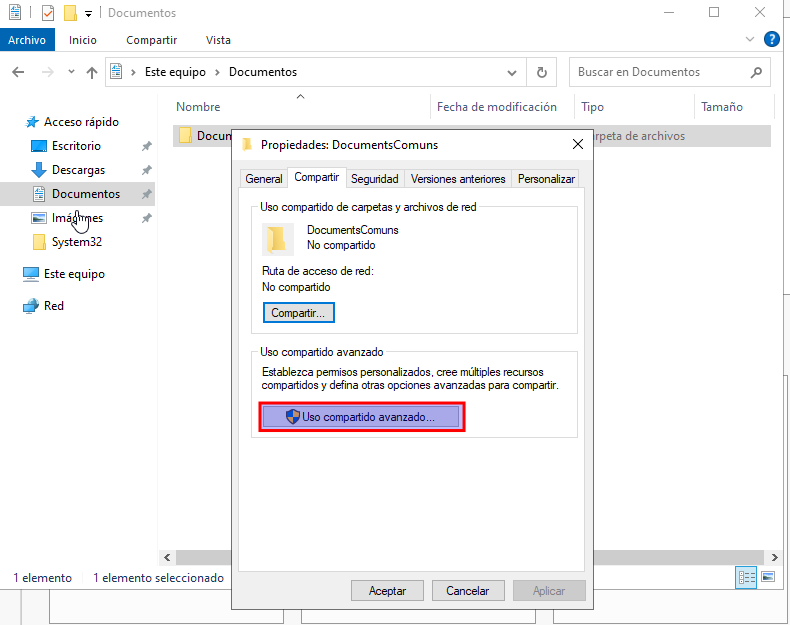 Documentos
Archivo
Inicio
Compartir
Vista
Este equipo
Documentos
Buscar en Documentos
Nombre
Fecha de modificación
Tipo
Tamaño
Acceso rápido
Escritorio
Descargas
Documentos
Imágenes
System32
Este equipo
Red
Docum
rpeta de archivos
Propiedades: DocumentsComuns
General
Compartir
Seguridad
Versiones anteriores
Personalizar
Uso compartido de carpetas y archivos de red
DocumentsComuns
No compartido
Ruta de acceso de red:
No compartido
Compartir...
Uso compartido avanzado
Establezca permisos personalizados, cree múltiples recursos
compartidos y defina otras opciones avanzadas para compartir.
Uso compartido avanzado...
Aceptar
Cancelar
Aplicar
1 elemento
1 elemento seleccionado